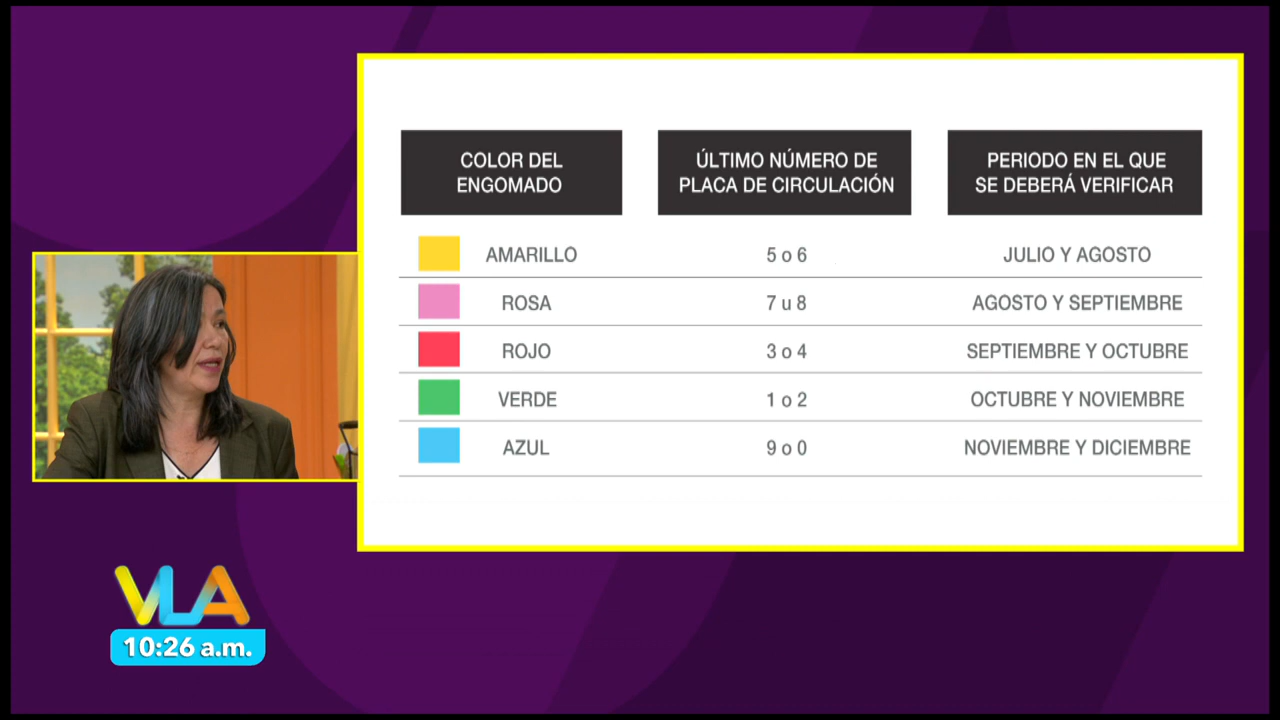 COLOR DEL
ENGOMADO
ÚLTIMO NÚMERO DE
PLACA DE CIRCULACIÓN
PERIODO EN EL QUE
SE DEBERÁ VERIFICAR
AMARILLO 5 o 6 JULIO Y AGOSTO
ROSA 7 u 8 AGOSTO Y SEPTIEMBRE
ROJO 3 o 4 SEPTIEMBRE Y OCTUBRE
VERDE 1 o 2 OCTUBRE Y NOVIEMBRE
AZUL 9 o 0 NOVIEMBRE Y DICIEMBRE
VLA
10:26 a.m.